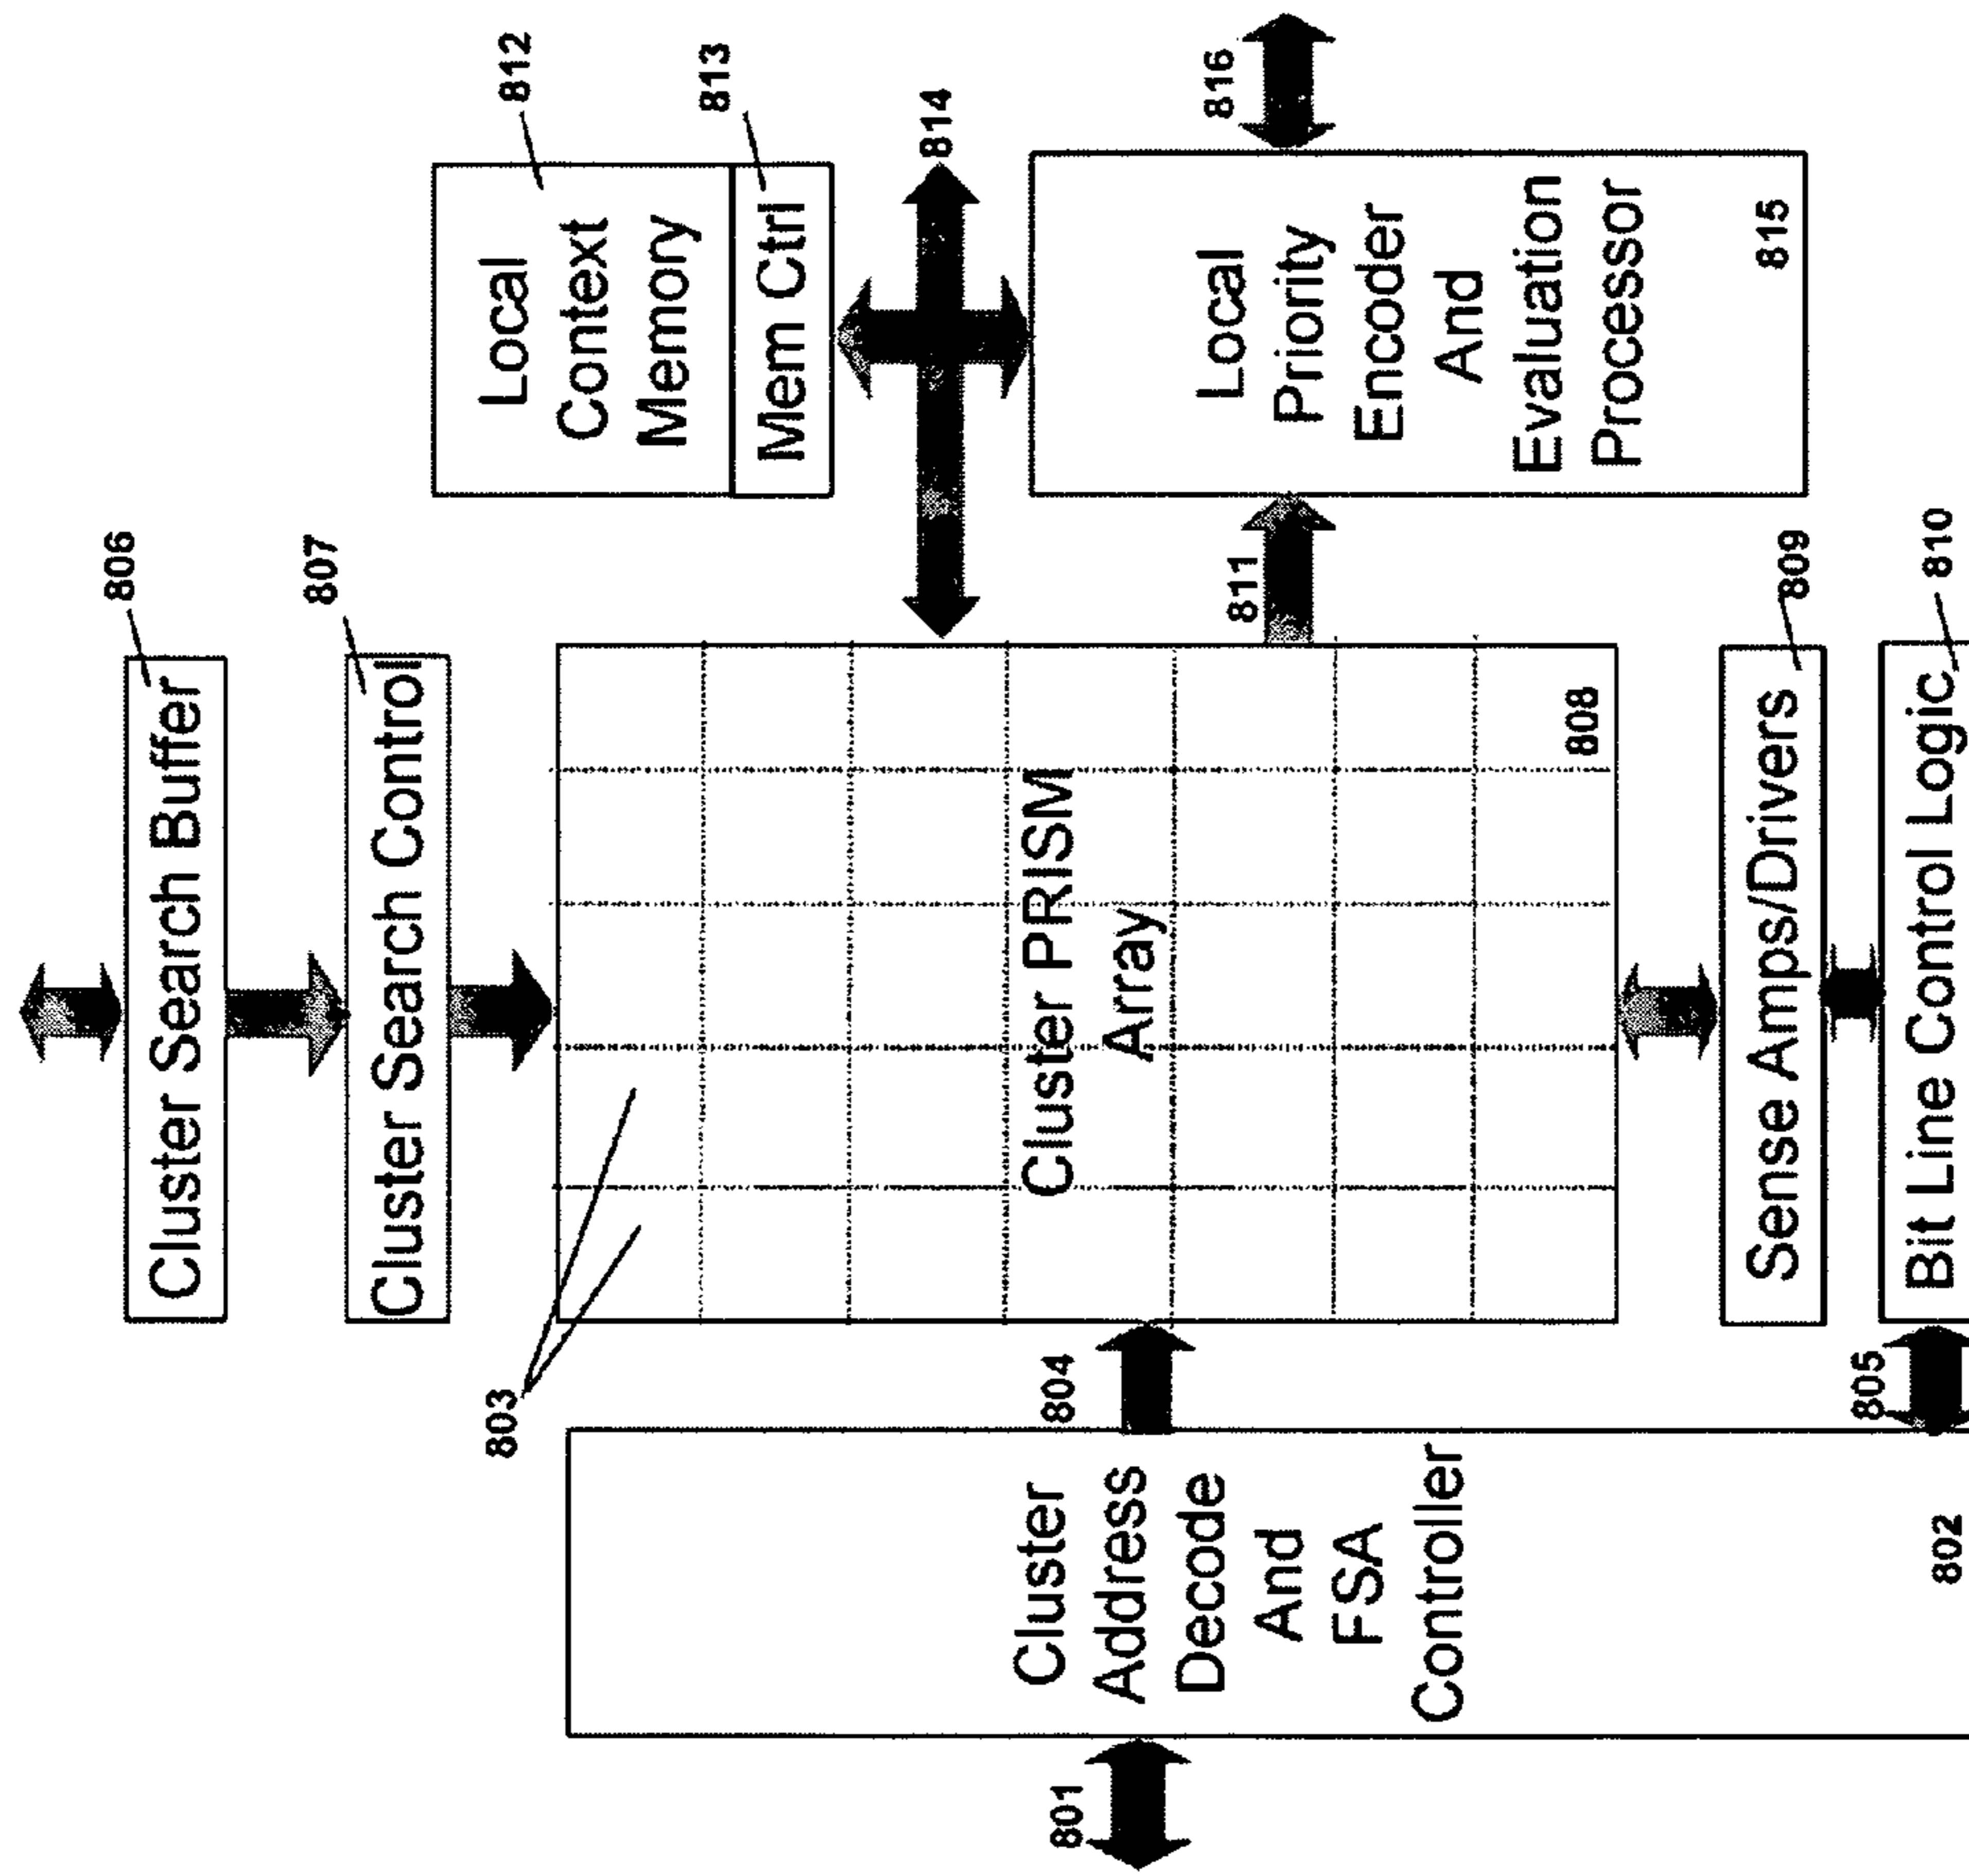 806
Cluster Search Buffer
807
Cluster Search Control
812
Local
Context
Memory
813
Mem Ctrl
814
803
801
Cluster
Address
Decode
And
FSA
Controller
802
804
805
Cluster PRISM
Array
808
811
Local
Priority
Encoder
And
Evaluation
Processor
815
816
Sense Amps/Drivers
809
Bit Line Control Logic
810